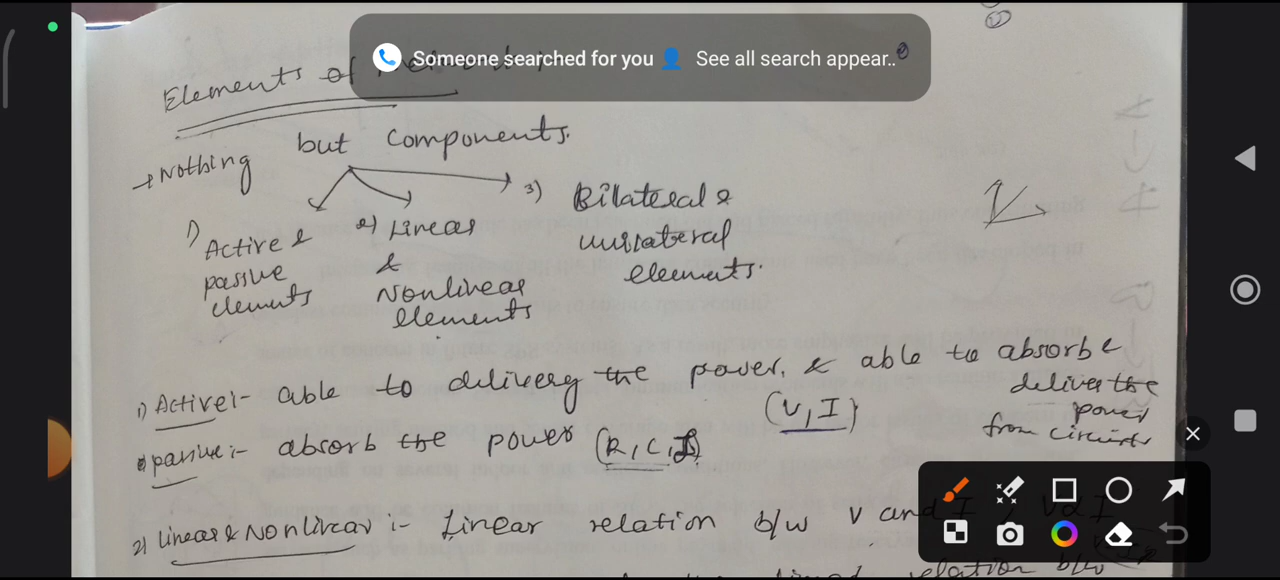 Someone searched for you See all search appear..
Elements of
→ Nothing but components.
1) Active &
passive
elements
2) Linear
&
Nonlinear
elements
3) Bilateral &
unilateral
elements.
1) Active :- able to delivery the power. & able to absorb &
deliver the
power
from circuits
(V, I)
passive :- absorb the power (R, C, L)
2) Linear & Nonlinear :- Linear relation b/w V and I, V∝I
relation b/w